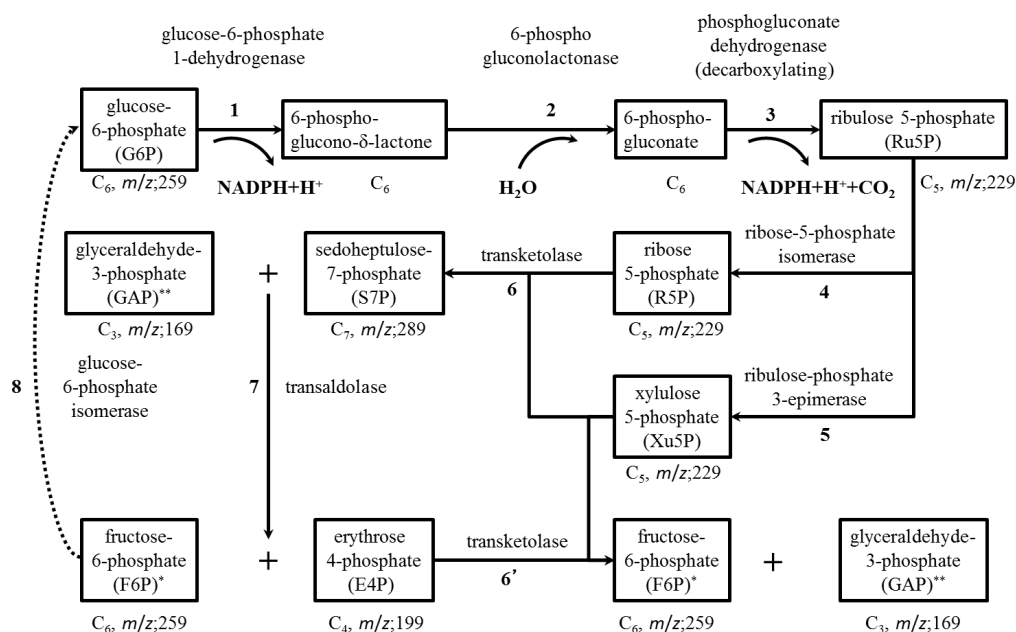 glucose-6-phosphate
1-dehydrogenase
6-phospho
gluconolactonase
phosphogluconate
dehydrogenase
(decarboxylating)
glucose-
6-phosphate
(G6P)
1
6-phospho-
glucono-δ-lactone
2
6-phospho-
gluconate
3
ribulose 5-phosphate
(Ru5P)
C₆, m/z;259
NADPH+H⁺
C₆
H₂O
C₆
NADPH+H⁺+CO₂
C₅, m/z;229
glyceraldehyde-
3-phosphate
(GAP)**
+
sedoheptulose-
7-phosphate
(S7P)
transketolase
6
ribose
5-phosphate
(R5P)
ribose-5-phosphate
isomerase
4
C₃, m/z;169
C₇, m/z;289
C₅, m/z;229
8
glucose-
6-phosphate
isomerase
7
transaldolase
xylulose
5-phosphate
(Xu5P)
ribulose-phosphate
3-epimerase
5
C₅, m/z;229
fructose-
6-phosphate
(F6P)*
+
erythrose
4-phosphate
(E4P)
transketolase
6’
fructose-
6-phosphate
(F6P)*
+
glyceraldehyde-
3-phosphate
(GAP)**
C₆, m/z;259
C₄, m/z;199
C₆, m/z;259
C₃, m/z;169